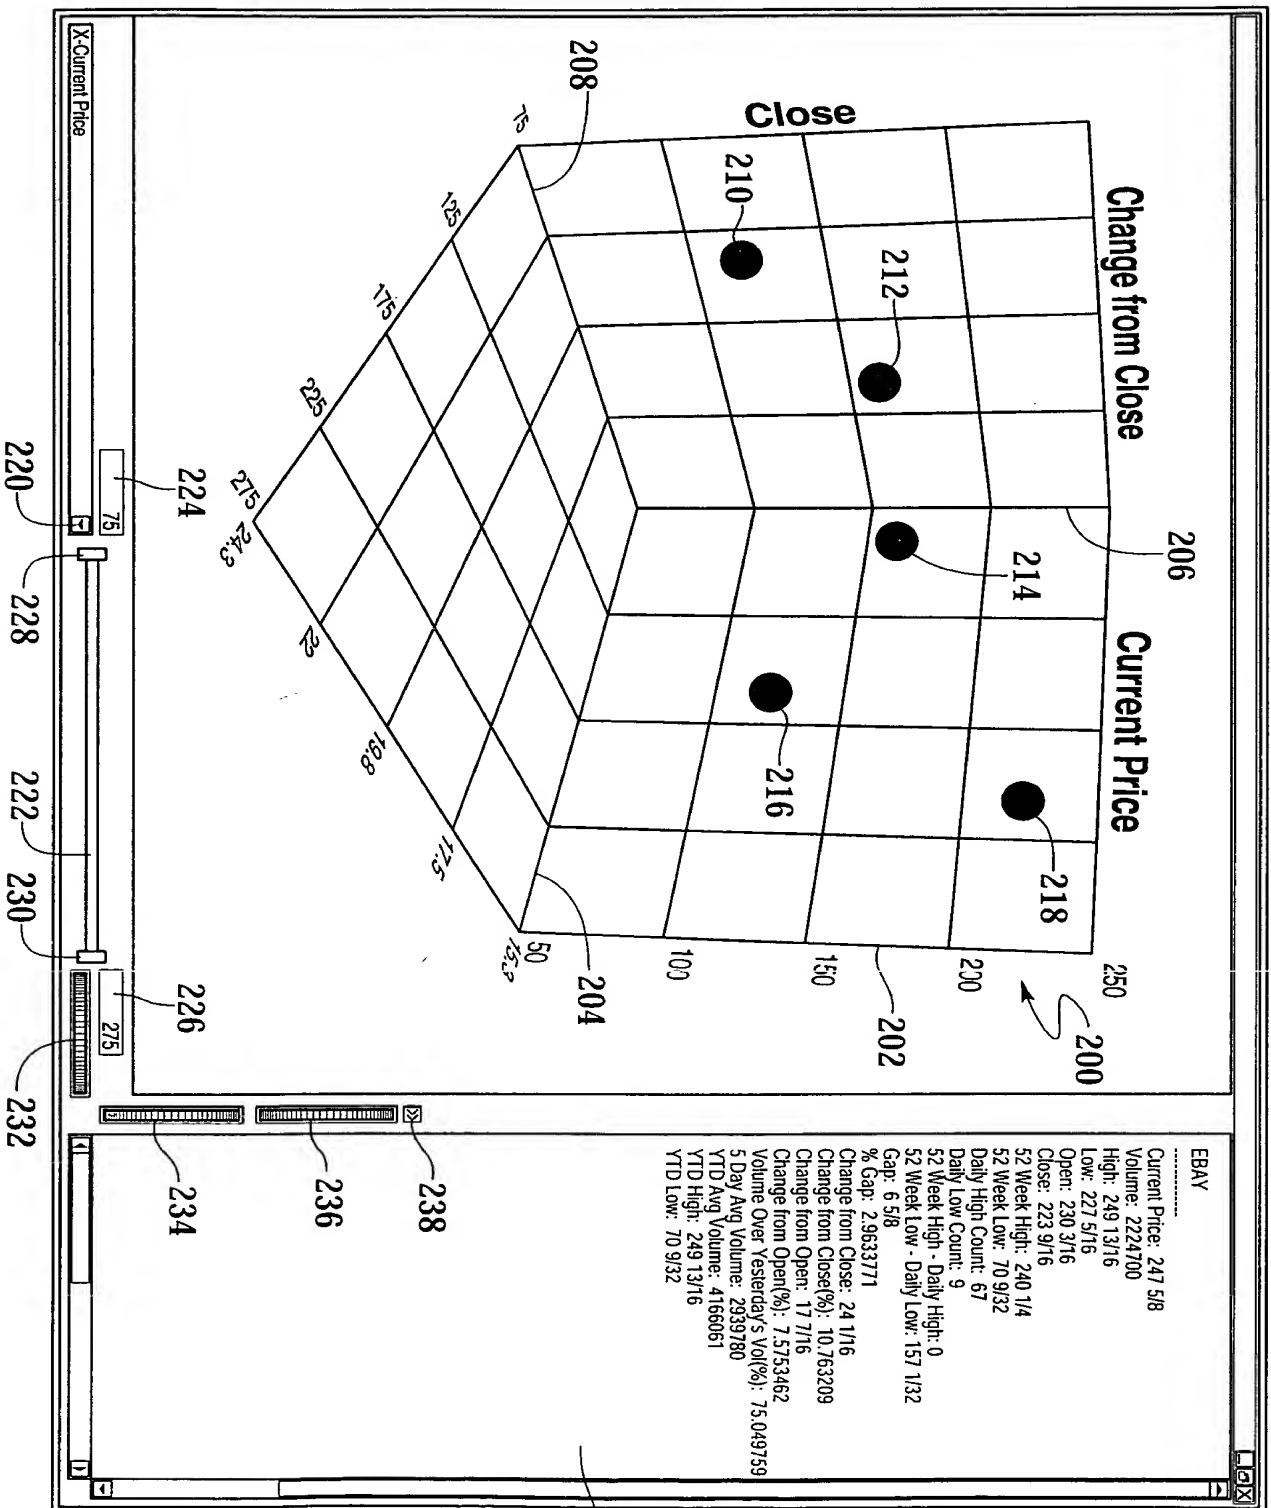 EBAY
------------
Current Price: 247 5/8
Volume: 2224700
High: 249 13/16
Low: 227 5/16
Open: 230 3/16
Close: 223 9/16
52 Week High: 240 1/4
52 Week Low: 70 9/32
Daily High Count: 67
Daily Low Count: 9
52 Week High - Daily High: 0
52 Week Low - Daily Low: 157 1/32
Gap: 6 5/8
% Gap: 2.9633771
Change from Close: 24 1/16
Change from Close(%): 10.763209
Change from Open: 17 7/16
Change from Open(%): 7.5753462
Volume Over Yesterday's Vol(%): 75.049759
5 Day Avg Volume: 2939780
YTD Avg Volume: 4166061
YTD High: 249 13/16
YTD Low: 70 9/32
Change from Close
Current Price
Close
206
200
202
204
208
210
212
214
216
218
250
200
150
100
50
75
125
175
225
275
24.3
22
19.8
17.5
X-Current Price
75
275
220
222
224
226
228
230
232
234
236
238